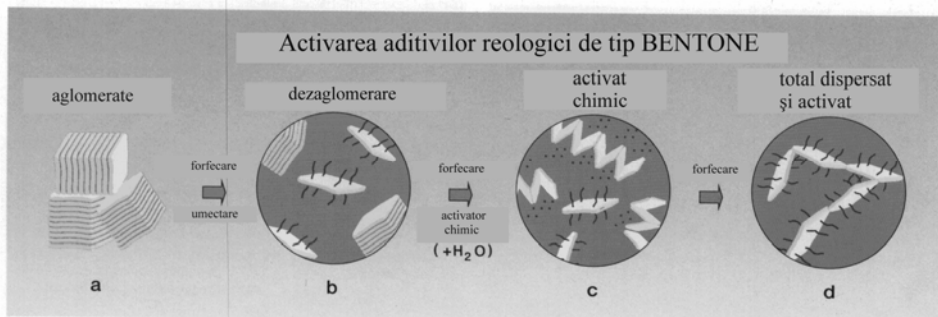 Activarea aditivilor reologici de tip BENTONE
aglomerate
dezaglomerare
activat
chimic
total dispersat
şi activat
forfecare
umectare
forfecare
activator
chimic
(+H₂O)
forfecare
a
b
c
d